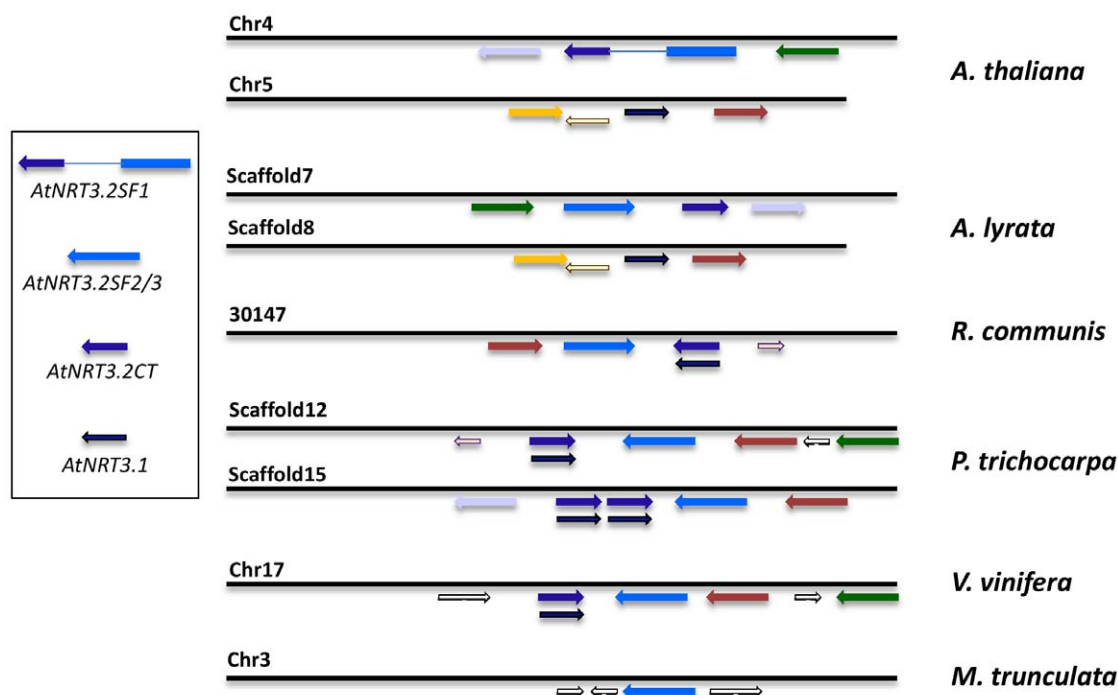 Chr4
A. thaliana
Chr5
AtNRT3.2SF1
AtNRT3.2SF2/3
AtNRT3.2CT
AtNRT3.1
Scaffold7
A. lyrata
Scaffold8
30147
R. communis
Scaffold12
P. trichocarpa
Scaffold15
Chr17
V. vinifera
Chr3
M. trunculata